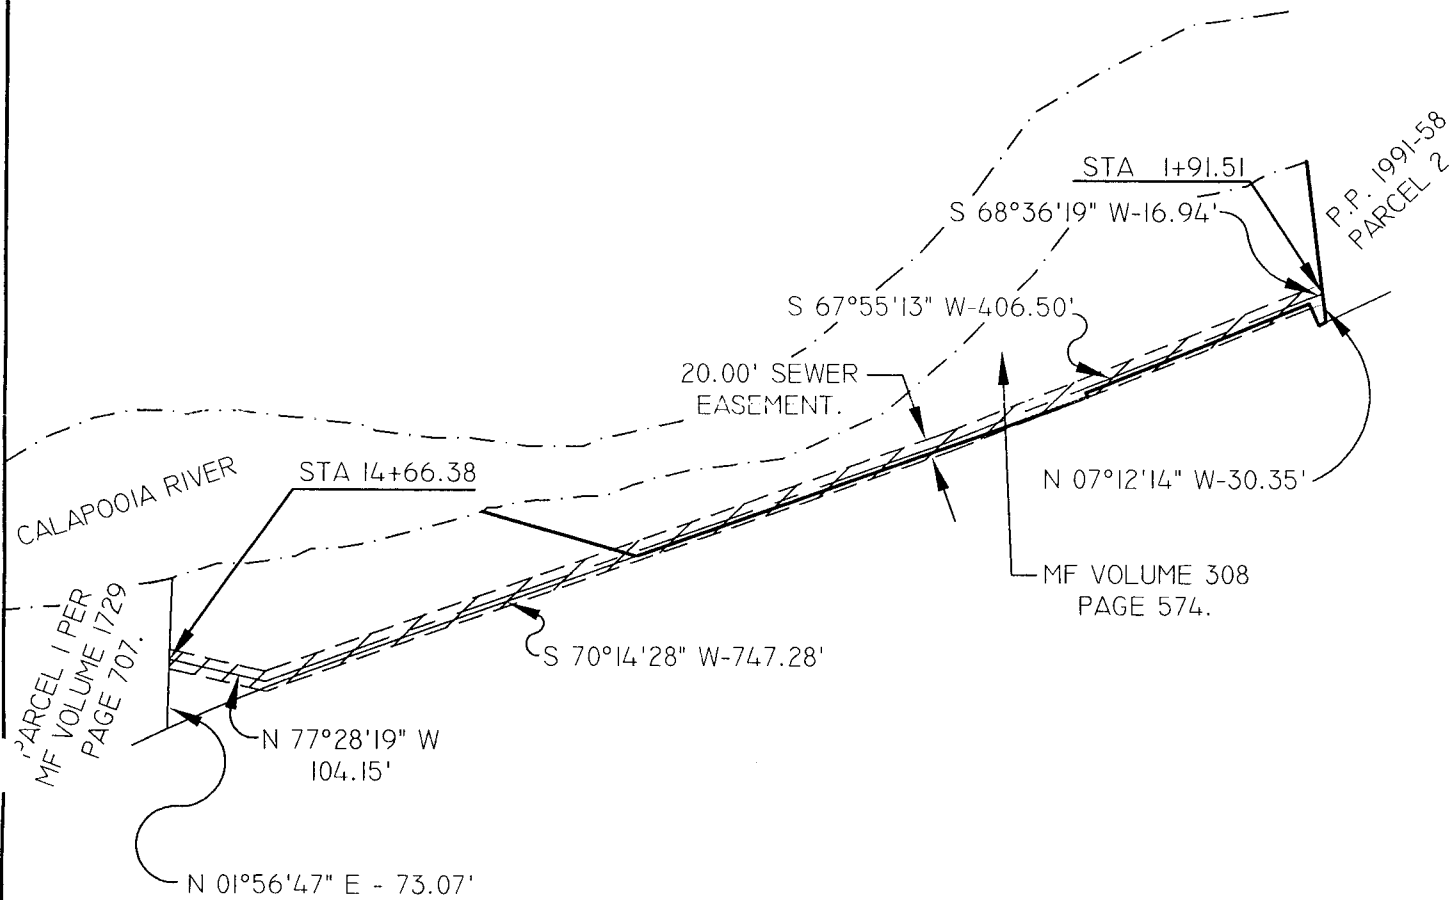 STA 1+91.51
P.P. 1991-58
PARCEL 2
S 68°36'19" W-16.94'
S 67°55'13" W-406.50'
20.00' SEWER
EASEMENT.
STA 14+66.38
CALAPOOIA RIVER
N 07°12'14" W-30.35'
MF VOLUME 308
PAGE 574.
PARCEL 1 PER
MF VOLUME 1729
PAGE 707.
S 70°14'28" W-747.28'
N 77°28'19" W
104.15'
N 01°56'47" E - 73.07'